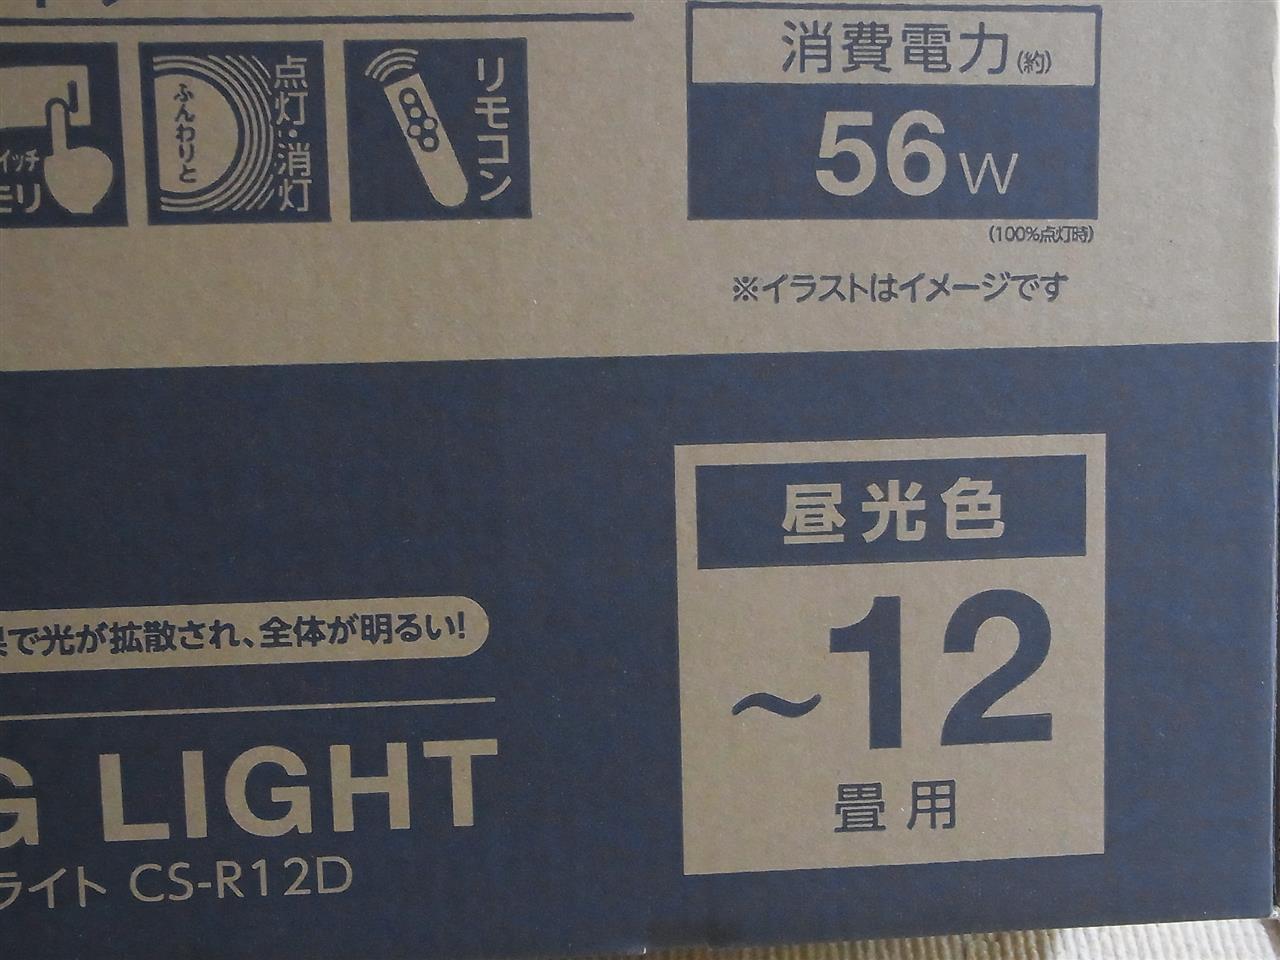 イッチ
モリ
ふんわりと
点灯・消灯
リモコン
消費電力(約)
56W
(100%点灯時)
※イラストはイメージです
昼光色
~12
畳用
で光が拡散され、全体が明るい!
G LIGHT
ライト CS-R12D